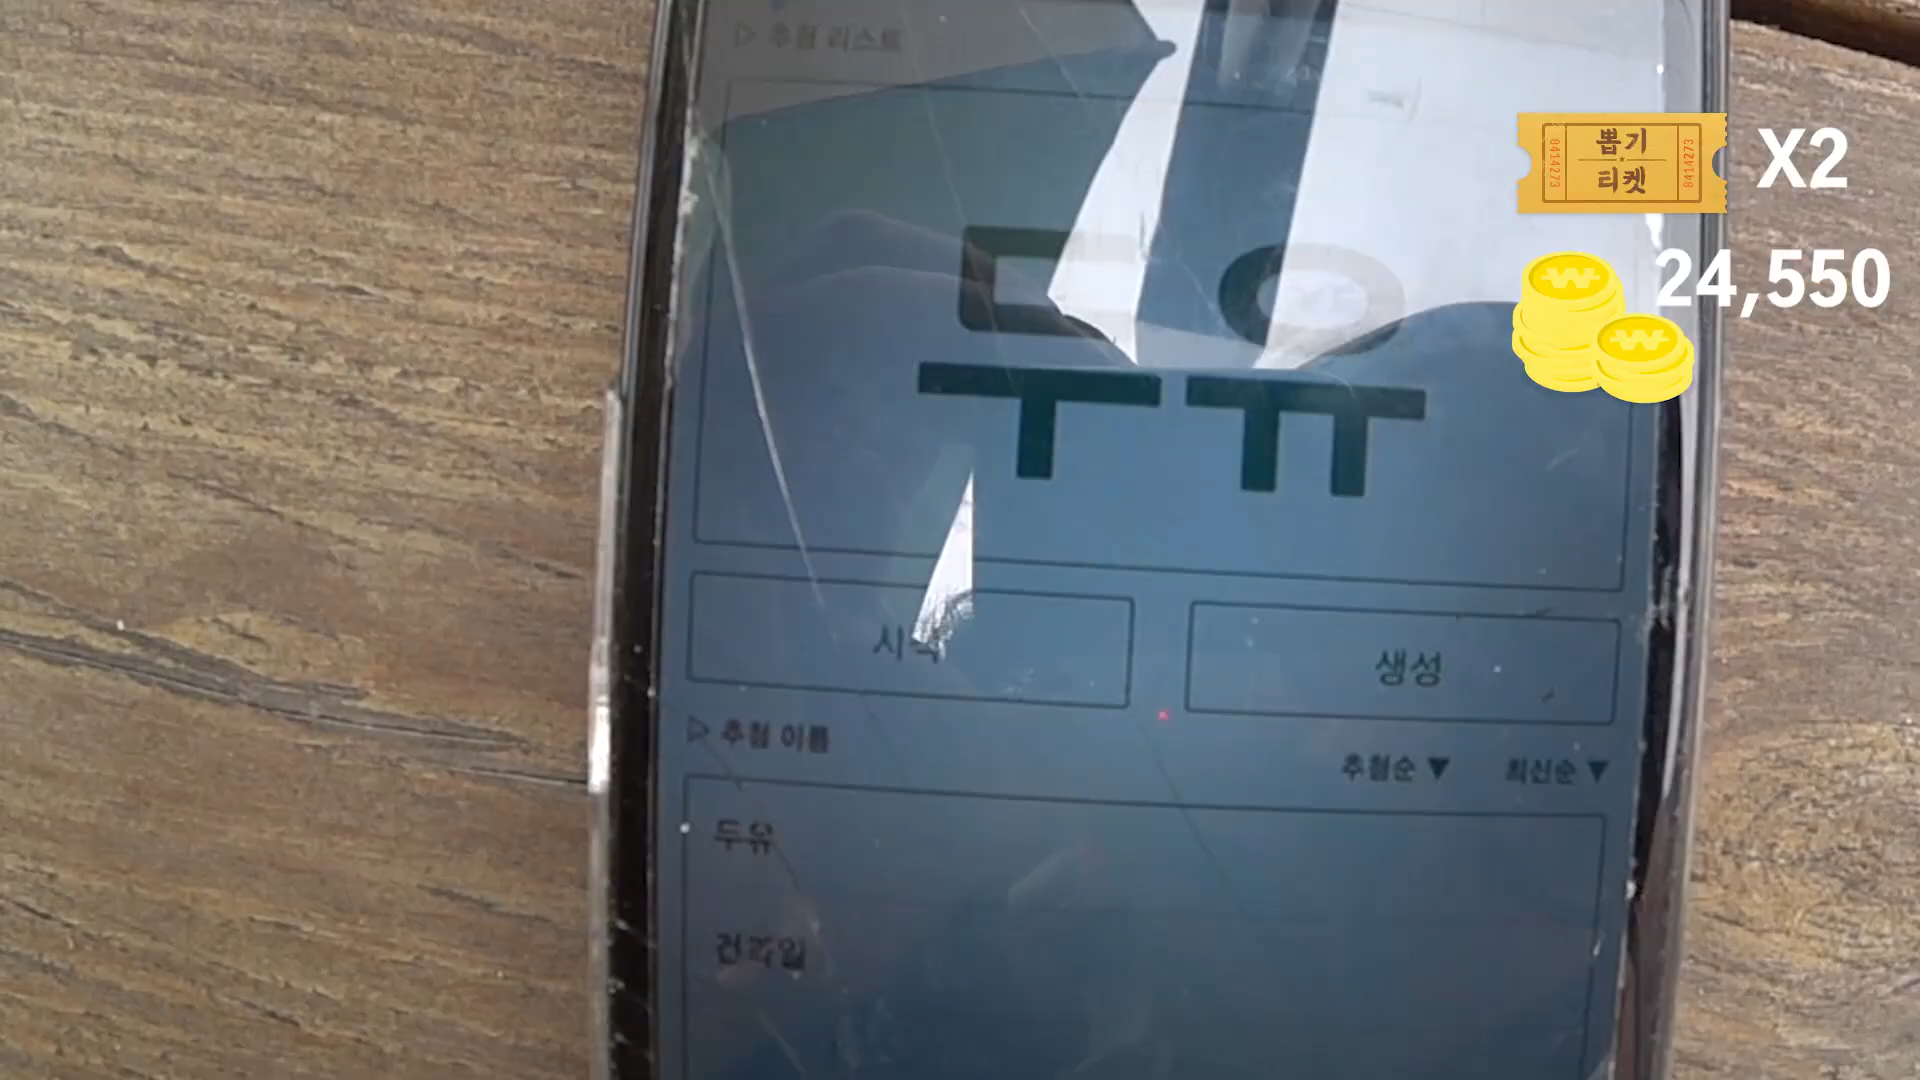 ▷ 추첨 리스트
두유
시작
생성
▷ 추첨 이름
추첨순 ▼
최신순 ▼
두유
견과일
8414273
뽑기
티켓
8414273
X2
24,550